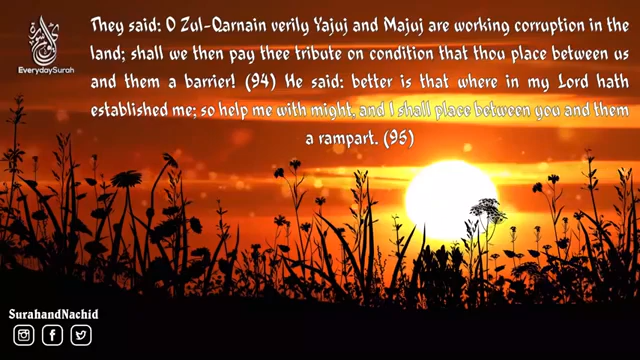 They said: O Zul-Qarnain verily Yajuj and Majuj are working corruption in the
land; shall we then pay thee tribute on condition that thou place between us
and them a barrier! (94) He said: better is that where in my Lord hath
established me; so help me with might, and I shall place between you and them
a rampart. (95)
EverydaySurah
SurahandNachid